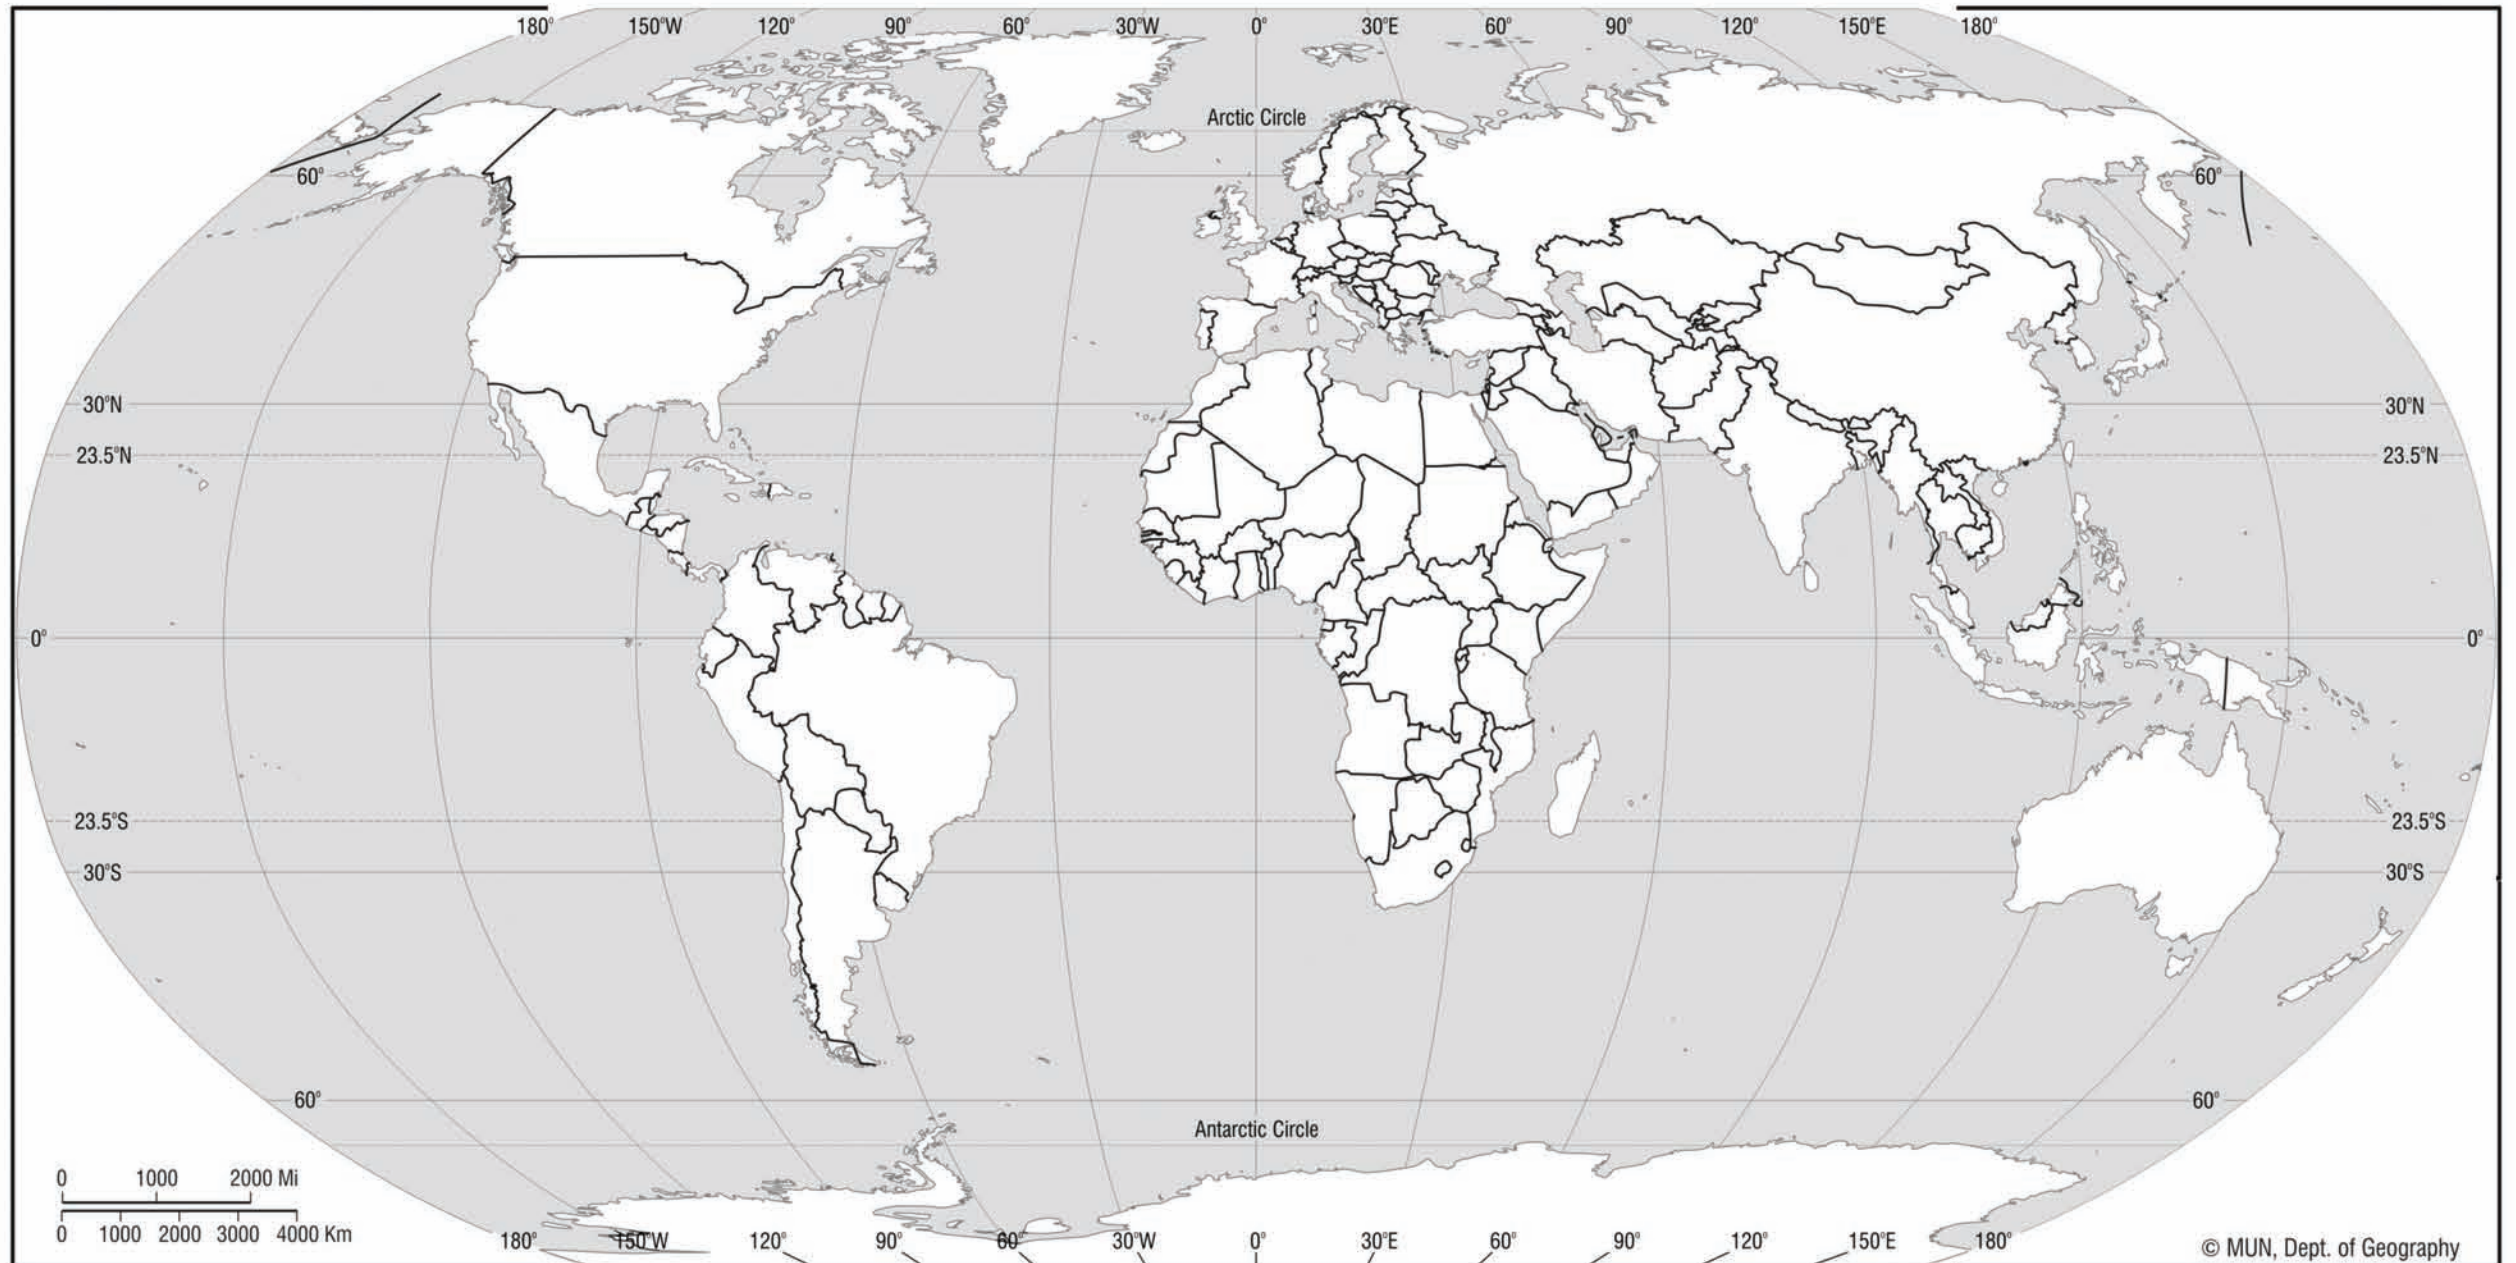 180° 150°W 120° 90° 60° 30°W 0° 30°E 60° 90° 120° 150°E 180°
Arctic Circle
60° 60°
30°N 30°N
23.5°N 23.5°N
0° 0°
23.5°S 23.5°S
30°S 30°S
60° 60°
Antarctic Circle
0 1000 2000 Mi
0 1000 2000 3000 4000 Km
180° 150°W 120° 90° 60° 30°W 0° 30°E 60° 90° 120° 150°E 180°
© MUN, Dept. of Geography